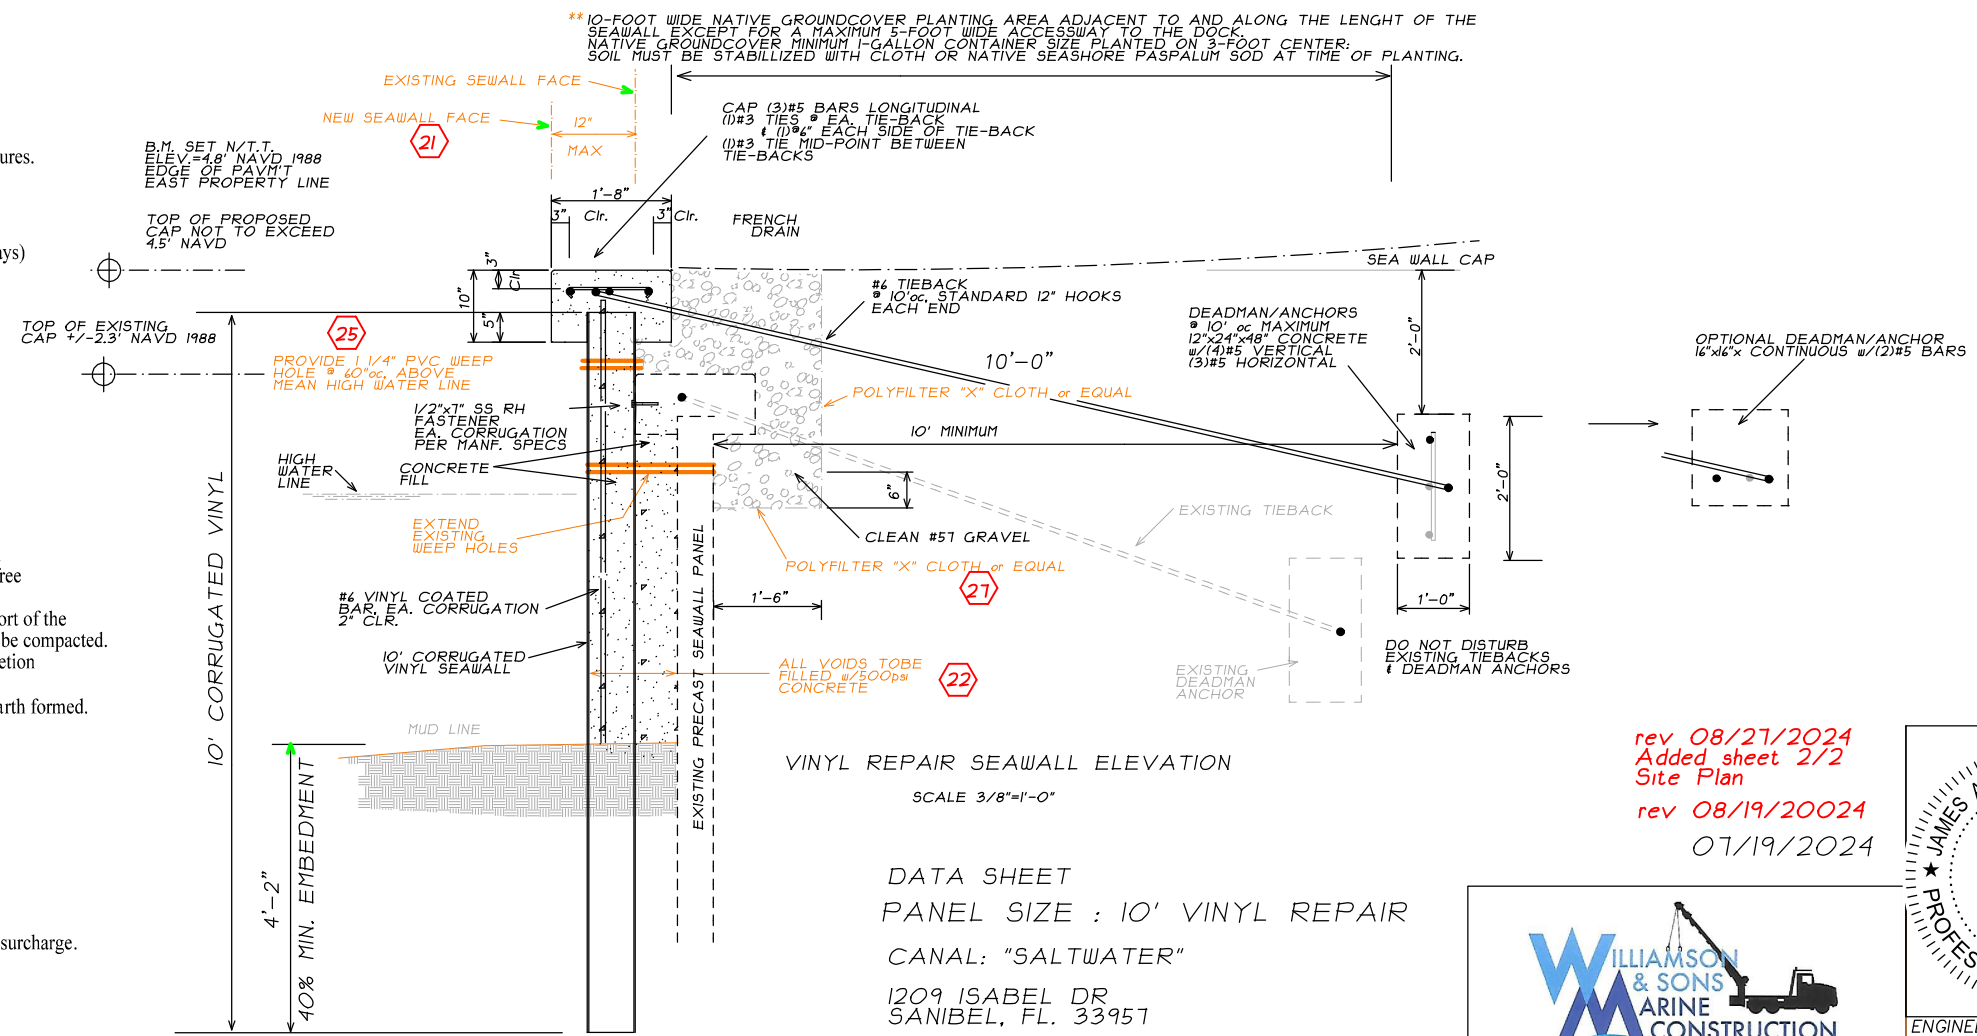 ** 10-FOOT WIDE NATIVE GROUNDCOVER PLANTING AREA ADJACENT TO AND ALONG THE LENGHT OF THE
SEAWALL EXCEPT FOR A MAXIMUM 5-FOOT WIDE ACCESSWAY TO THE DOCK.
NATIVE GROUNDCOVER MINIMUM 1-GALLON CONTAINER SIZE PLANTED ON 3-FOOT CENTER:
SOIL MUST BE STABILLIZED WITH CLOTH OR NATIVE SEASHORE PASPALUM SOD AT TIME OF PLANTING.
EXISTING SEWALL FACE
NEW SEAWALL FACE
21
12"
MAX
CAP (3)#5 BARS LONGITUDINAL
(1)#3 TIES @ EA. TIE-BACK
& (1)@6" EACH SIDE OF TIE-BACK
(1)#3 TIE MID-POINT BETWEEN
TIE-BACKS
B.M. SET N/T.T.
ELEV.=4.8' NAVD 1988
EDGE OF PAVM'T
EAST PROPERTY LINE
ures.
1'-8"
3" Clr.
3" Clr.
FRENCH
DRAIN
TOP OF PROPOSED
CAP NOT TO EXCEED
4.5' NAVD
ays)
SEA WALL CAP
3"
Clr.
10"
5"
#6 TIEBACK
@ 10'oc, STANDARD 12" HOOKS
EACH END
DEADMAN/ANCHORS
@ 10' oc MAXIMUM
12"x24"x48" CONCRETE
w/(4)#5 VERTICAL
(3)#5 HORIZONTAL
2'-0"
OPTIONAL DEADMAN/ANCHOR
16"x16"x CONTINUOUS w/(2)#5 BARS
TOP OF EXISTING
CAP +/-2.3' NAVD 1988
25
PROVIDE 1 1/4" PVC WEEP
HOLE @ 60"oc, ABOVE
MEAN HIGH WATER LINE
10'-0"
POLYFILTER "X" CLOTH or EQUAL
1/2"x7" SS RH
FASTENER
EA. CORRUGATION
PER MANF. SPECS
10' MINIMUM
HIGH
WATER
LINE
CONCRETE
FILL
6"
2'-0"
EXTEND
EXISTING
WEEP HOLES
EXISTING TIEBACK
CLEAN #57 GRAVEL
POLYFILTER "X" CLOTH or EQUAL
27
10' CORRUGATED VINYL
ree
#6 VINYL COATED
BAR, EA. CORRUGATION
2" CLR.
1'-6"
1'-0"
ort of the
be compacted.
etion
10' CORRUGATED
VINYL SEAWALL
EXISTING PRECAST SEAWALL PANEL
ALL VOIDS TOBE
FILLED w/500psi
CONCRETE
22
EXISTING
DEADMAN
ANCHOR
DO NOT DISTURB
EXISTING TIEBACKS
& DEADMAN ANCHORS
arth formed.
MUD LINE
VINYL REPAIR SEAWALL ELEVATION
SCALE 3/8"=1'-0"
rev 08/27/2024
Added sheet 2/2
Site Plan
rev 08/19/20024
07/19/2024
4'-2"
40% MIN. EMBEDMENT
surcharge.
DATA SHEET
PANEL SIZE : 10' VINYL REPAIR
CANAL: "SALTWATER"
1209 ISABEL DR
SANIBEL, FL. 33957
WILLIAMSON
& SONS
MARINE
CONSTRUCTION
★ JAMES A
PROFES
ENGINE